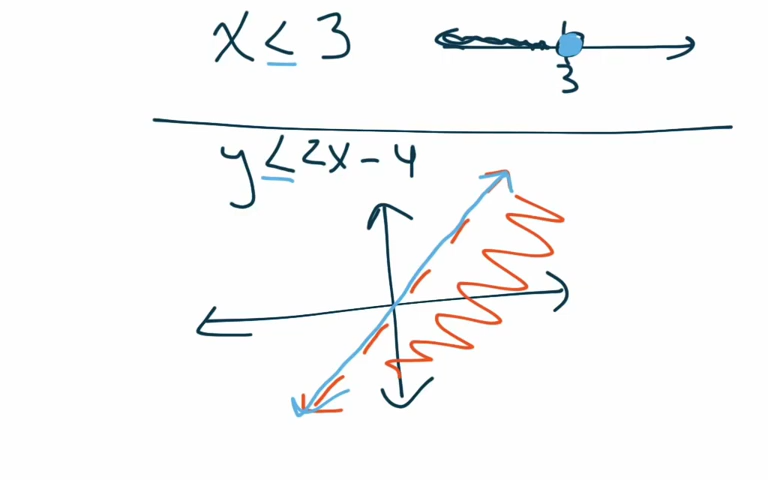 x ≤ 3
3
y ≤ 2x - 4